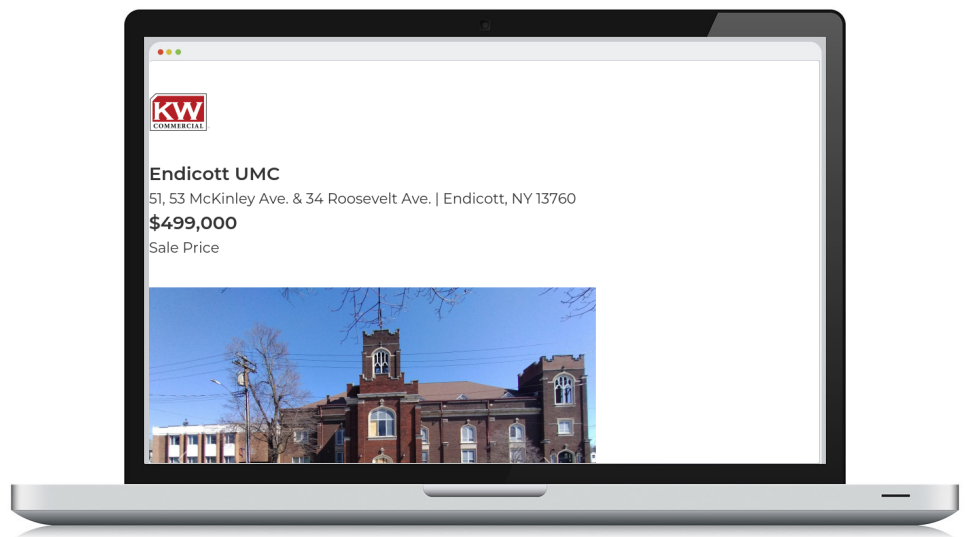 KW
COMMERCIAL
Endicott UMC
51, 53 McKinley Ave. & 34 Roosevelt Ave. | Endicott, NY 13760
$499,000
Sale Price